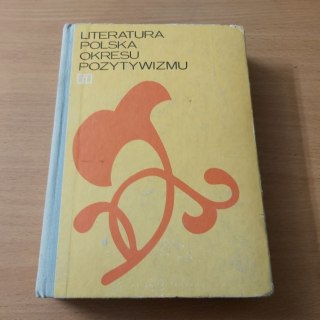 LITERATURA
POLSKA
OKRESU
POZYTYWIZMU